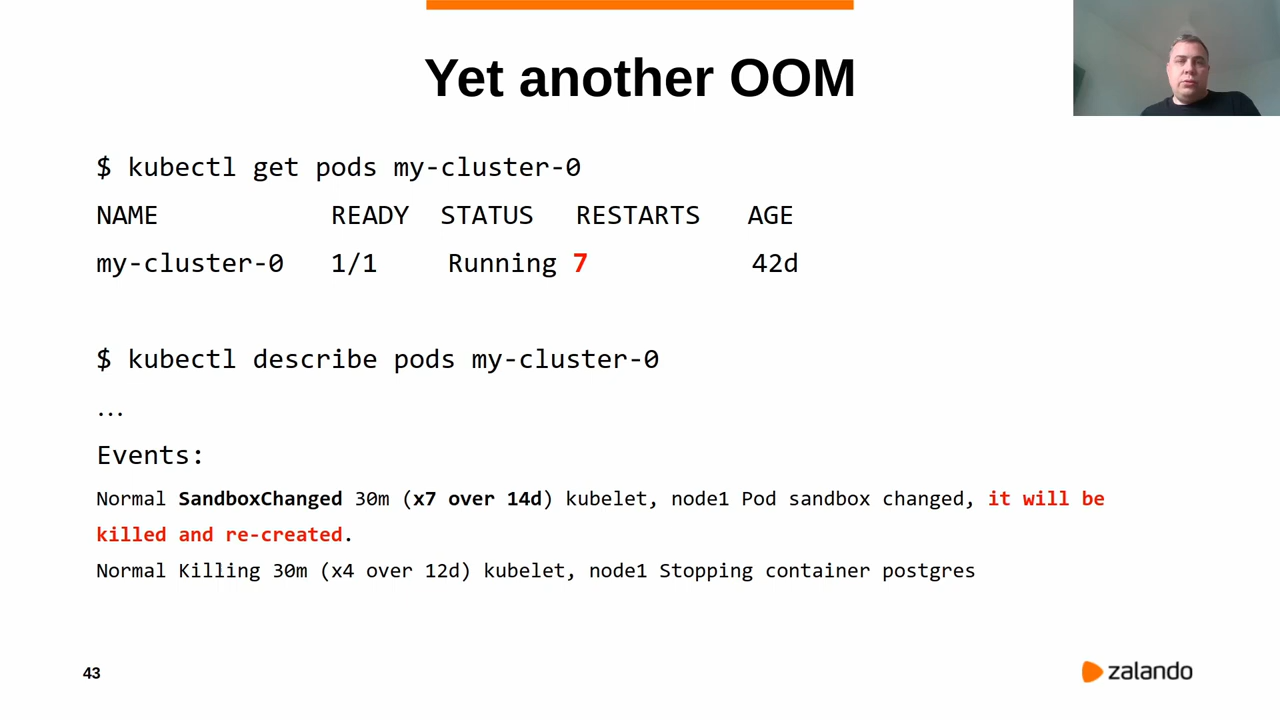 Yet another OOM
$ kubectl get pods my-cluster-0
NAME READY STATUS RESTARTS AGE
my-cluster-0 1/1 Running 7 42d
$ kubectl describe pods my-cluster-0
...
Events:
Normal SandboxChanged 30m (x7 over 14d) kubelet, node1 Pod sandbox changed, it will be
killed and re-created.
Normal Killing 30m (x4 over 12d) kubelet, node1 Stopping container postgres
43
zalando